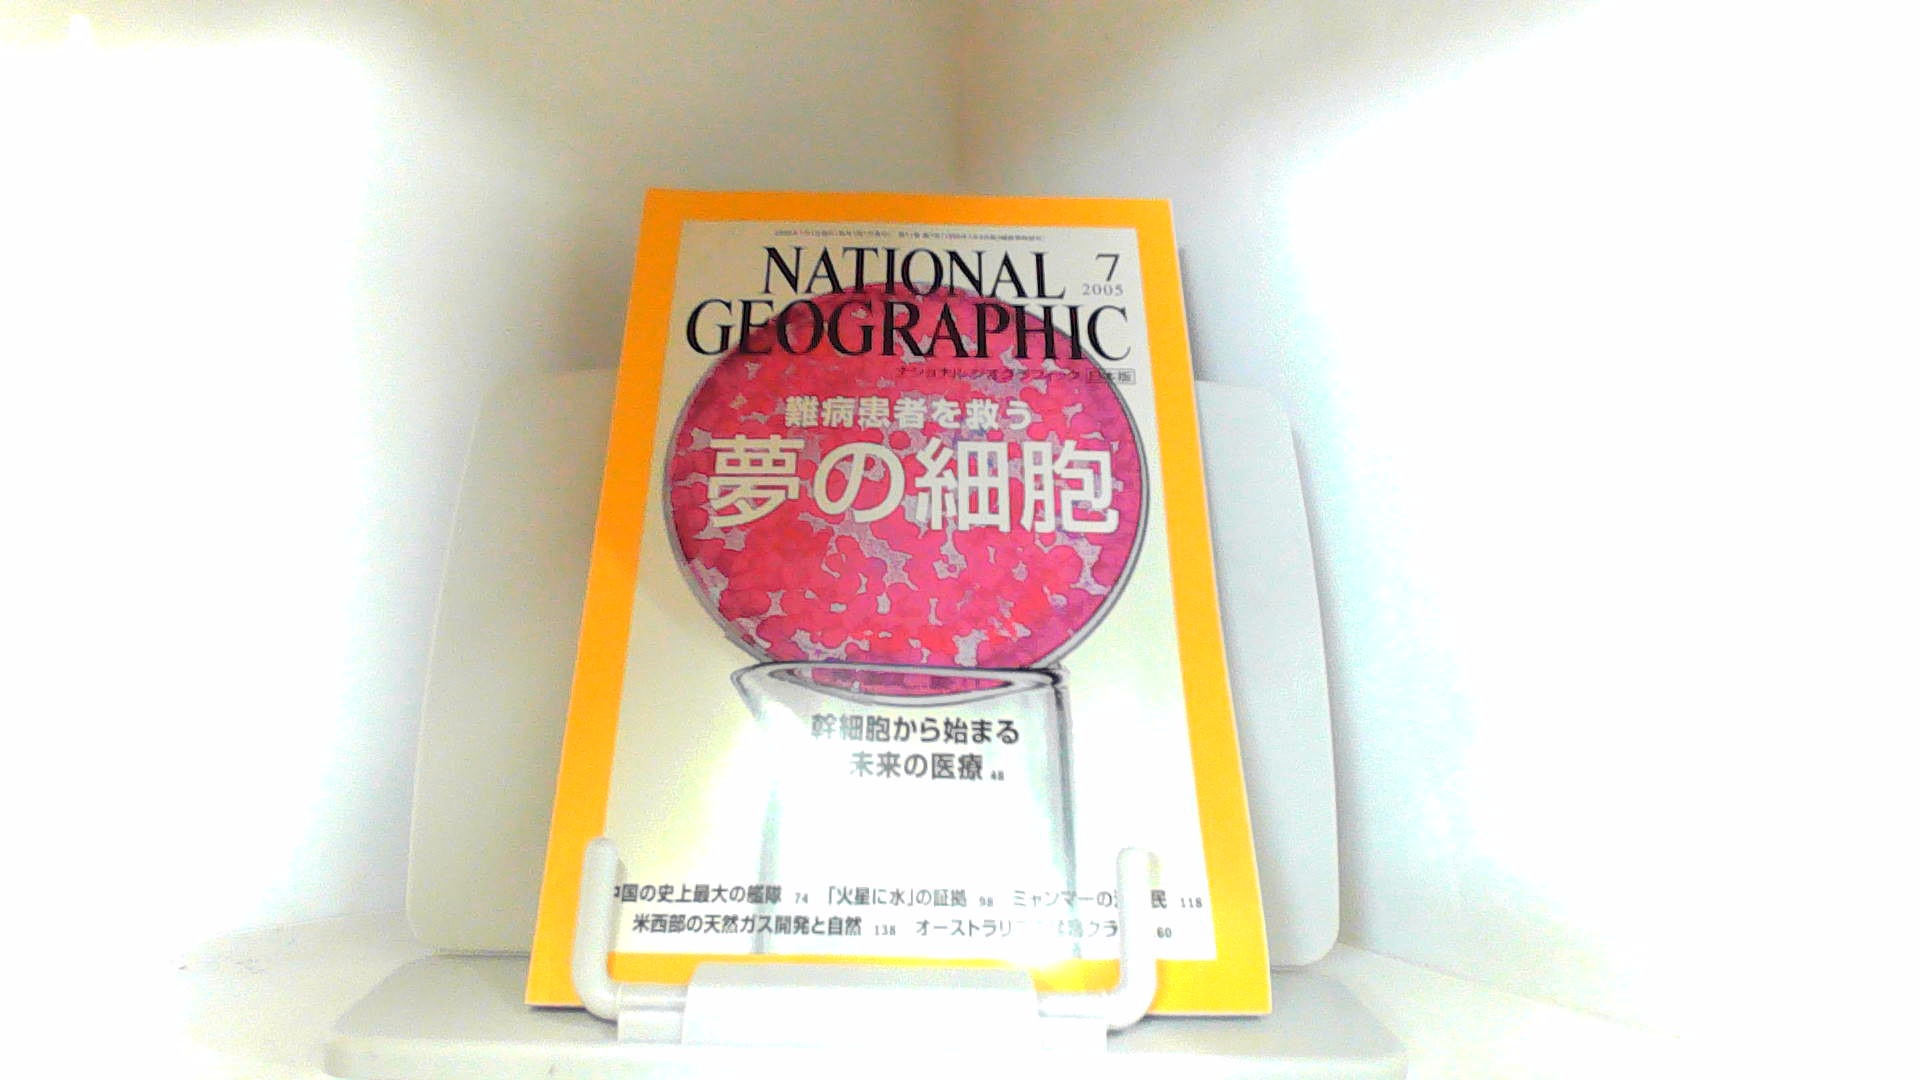 NATIONAL 7
2005
GEOGRAPHIC
ナショナル ジオグラフィック 日本版
難病患者を救う
夢の細胞
幹細胞から始まる
未来の医療 48
中国の史上最大の艦隊 74 「火星に水」の証拠 98 ミャンマーの 民 118
米西部の天然ガス開発と自然 138 オーストラリ クラ 60